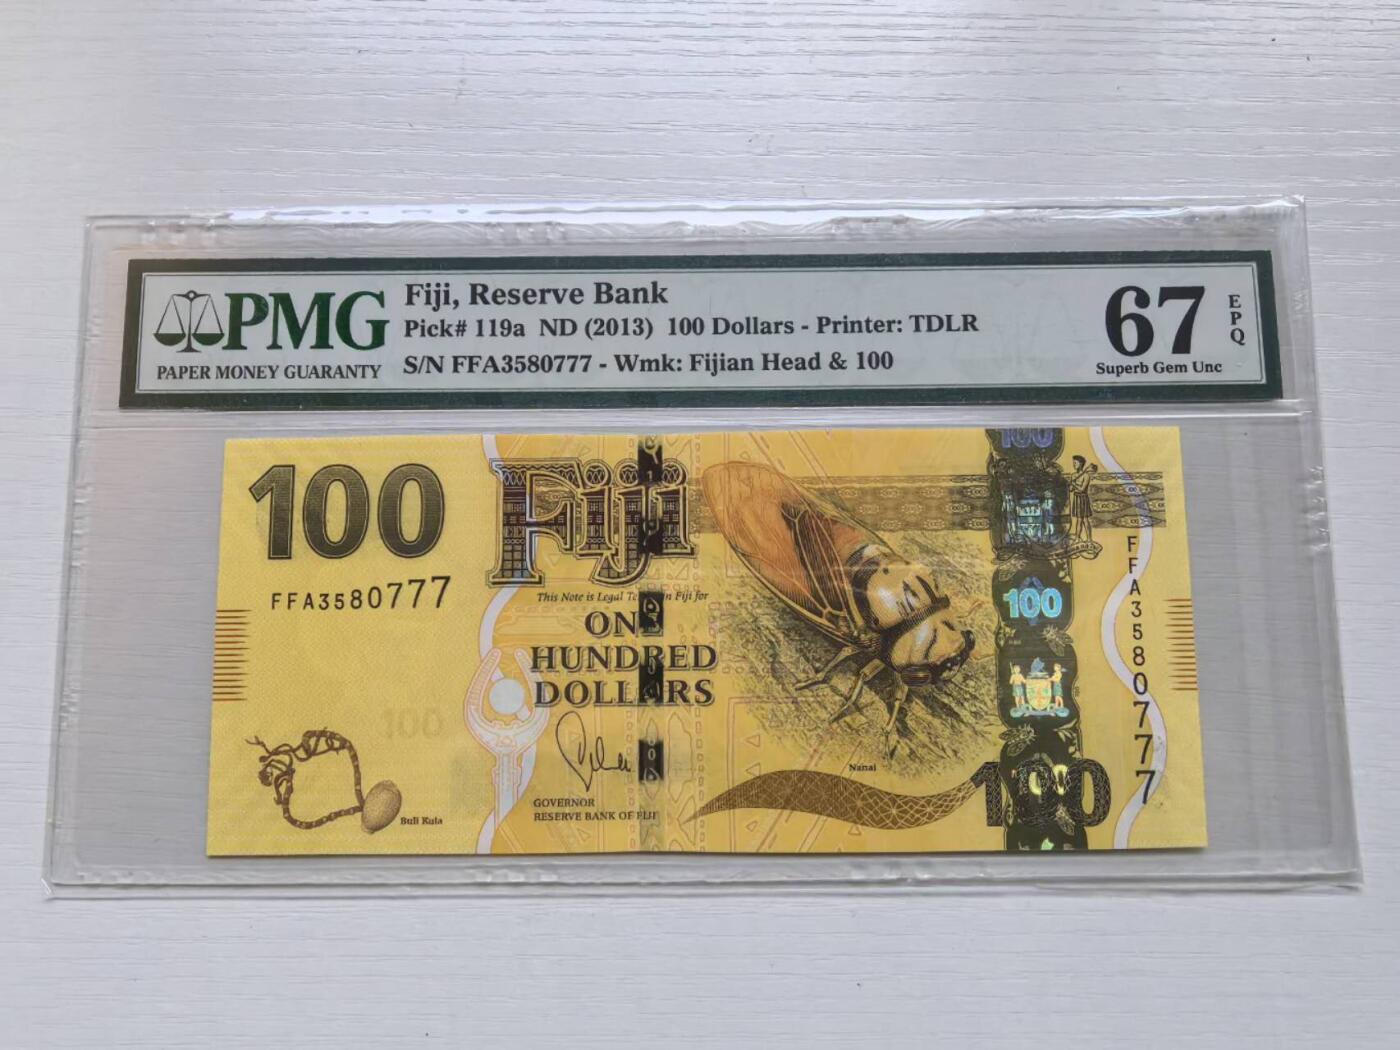 PMG
PAPER MONEY GUARANTY
Fiji, Reserve Bank
Pick# 119a ND (2013) 100 Dollars - Printer: TDLR
S/N FFA3580777 - Wmk: Fijian Head & 100
67
EPQ
Superb Gem Unc
100
Fiji
100
FFA3580777
This Note is Legal Tender in Fiji for
ONE
HUNDRED
DOLLARS
100
FFA3580777
100
GOVERNOR
RESERVE BANK OF FIJI
Buli Kula
Nanai
100
100